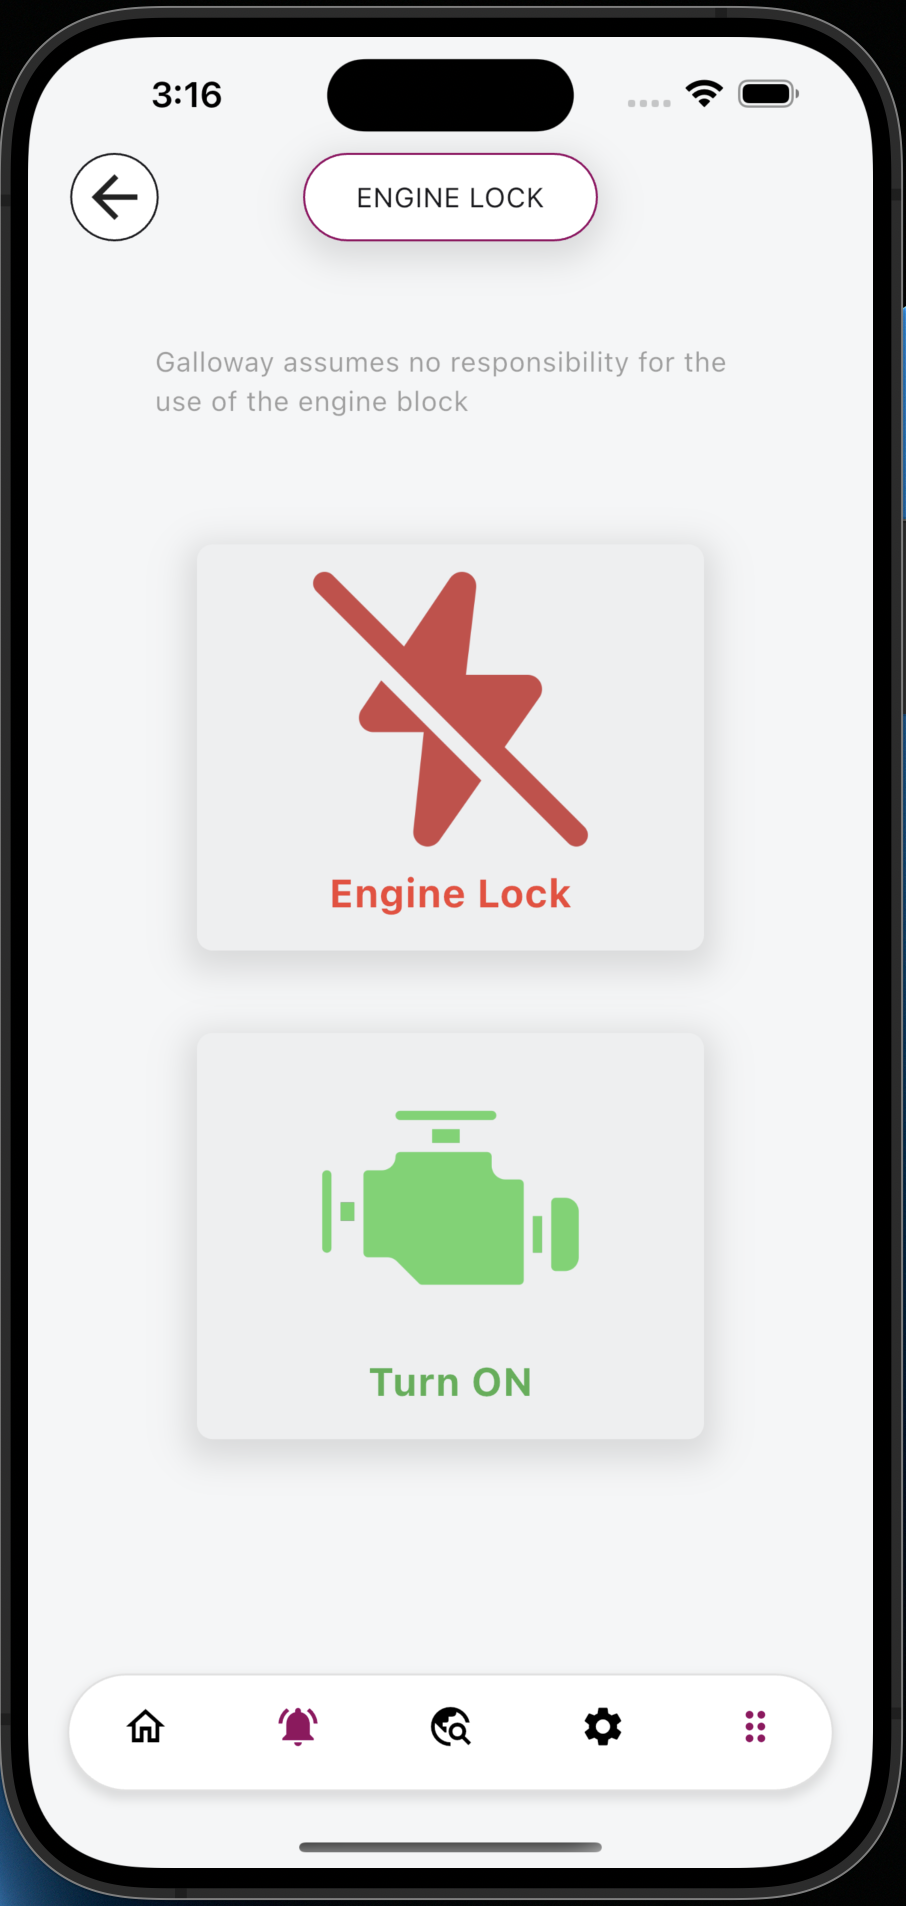 3:16
ENGINE LOCK
Galloway assumes no responsibility for the
use of the engine block
Engine Lock
Turn ON